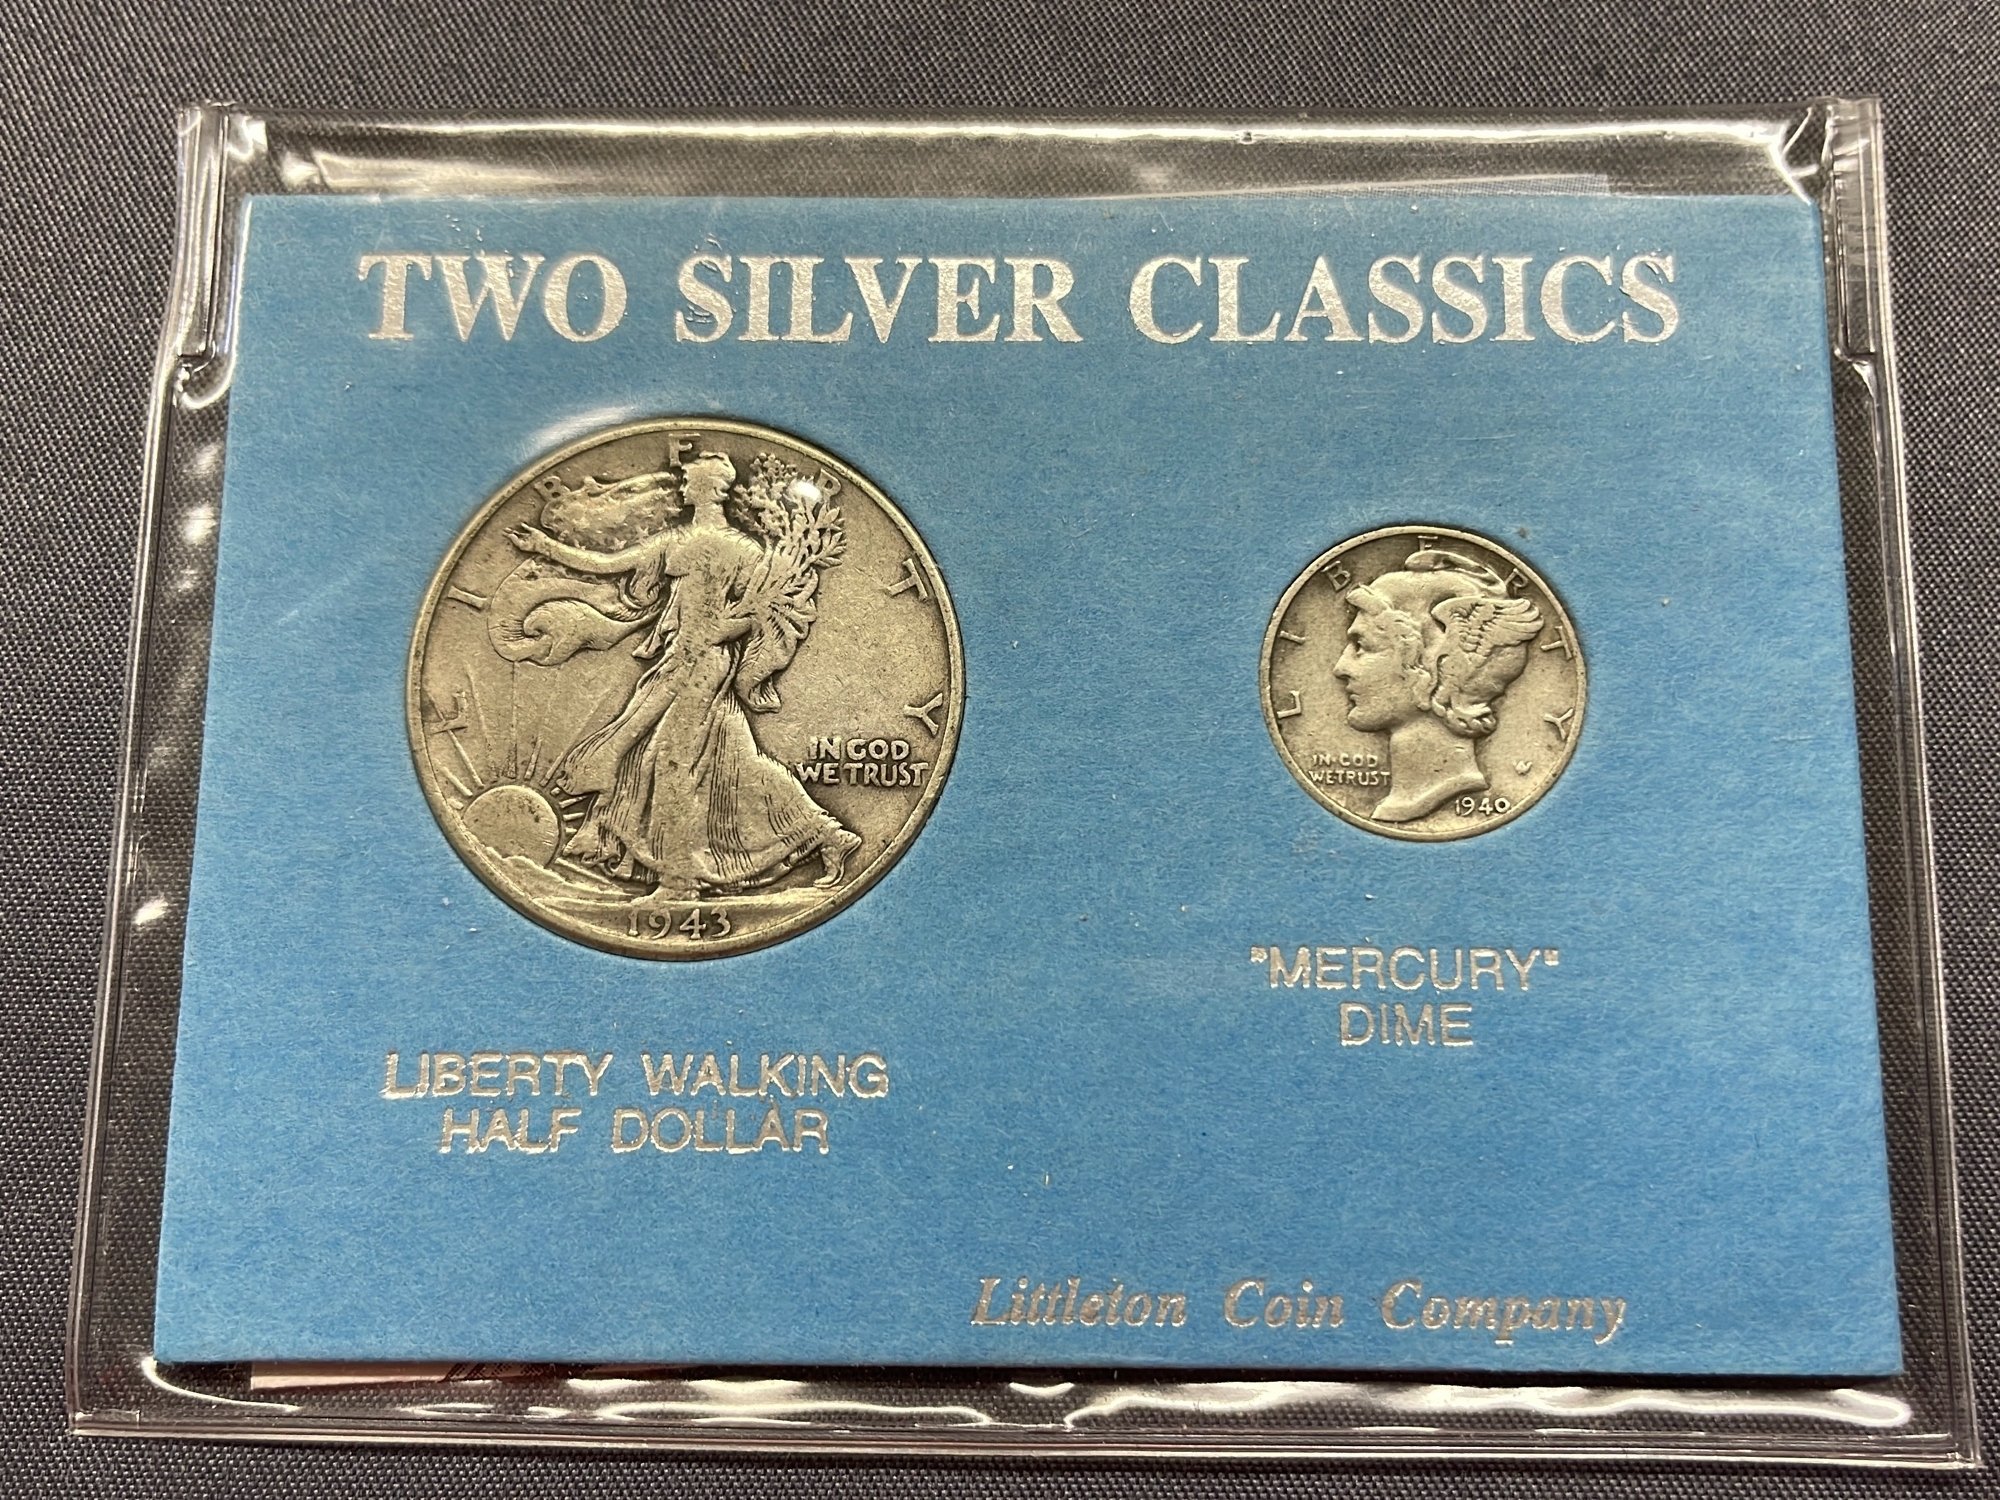 TWO SILVER CLASSICS
LIBERTY
IN GOD
WE TRUST
1943
LIBERTY WALKING
HALF DOLLAR
LIBERTY
IN·GOD
WE TRUST
1940
"MERCURY"
DIME
Littleton Coin Company